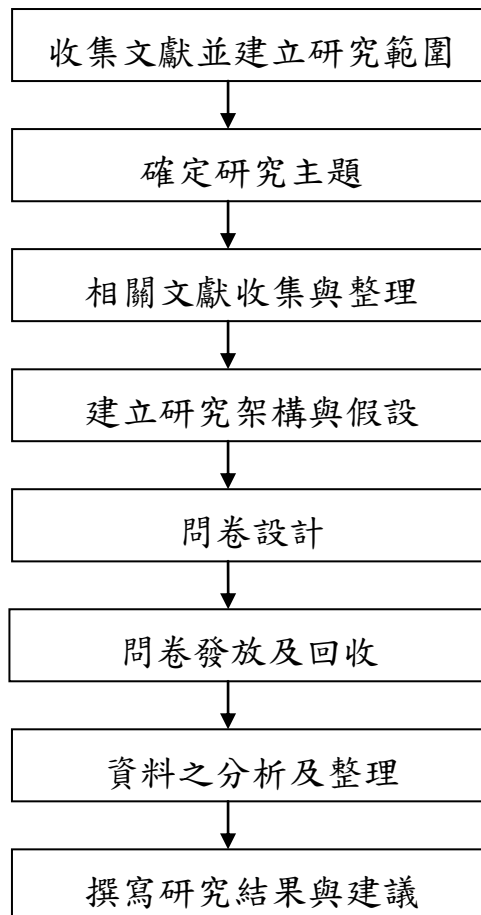 收集文獻並建立研究範圍
確定研究主題
相關文獻收集與整理
建立研究架構與假設
問卷設計
問卷發放及回收
資料之分析及整理
撰寫研究結果與建議